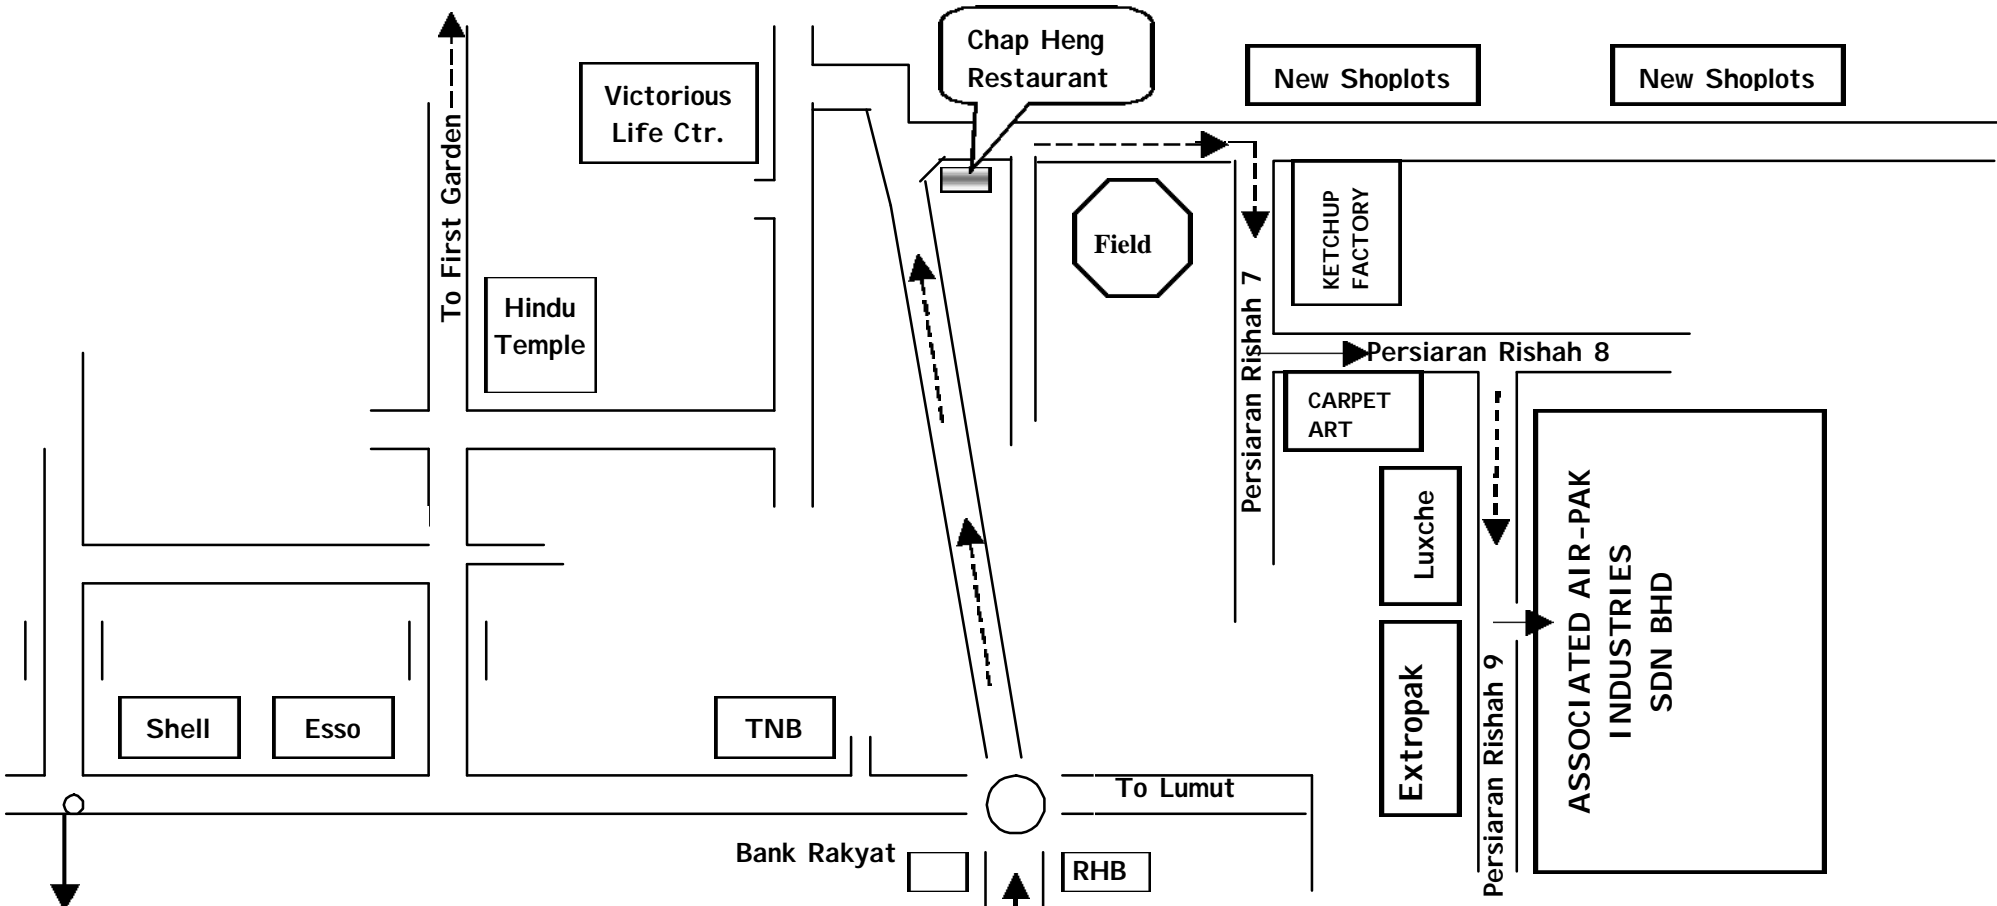 Chap Heng
Restaurant
New Shoplots
New Shoplots
Victorious
Life Ctr.
To First Garden
Hindu
Temple
Field
KETCHUP
FACTORY
Persiaran Rishah 7
Persiaran Rishah 8
CARPET
ART
Luxche
Extropak
Persiaran Rishah 9
ASSOCIATED AIR-PAK
INDUSTRIES
SDN BHD
Shell
Esso
TNB
To Lumut
Bank Rakyat
RHB